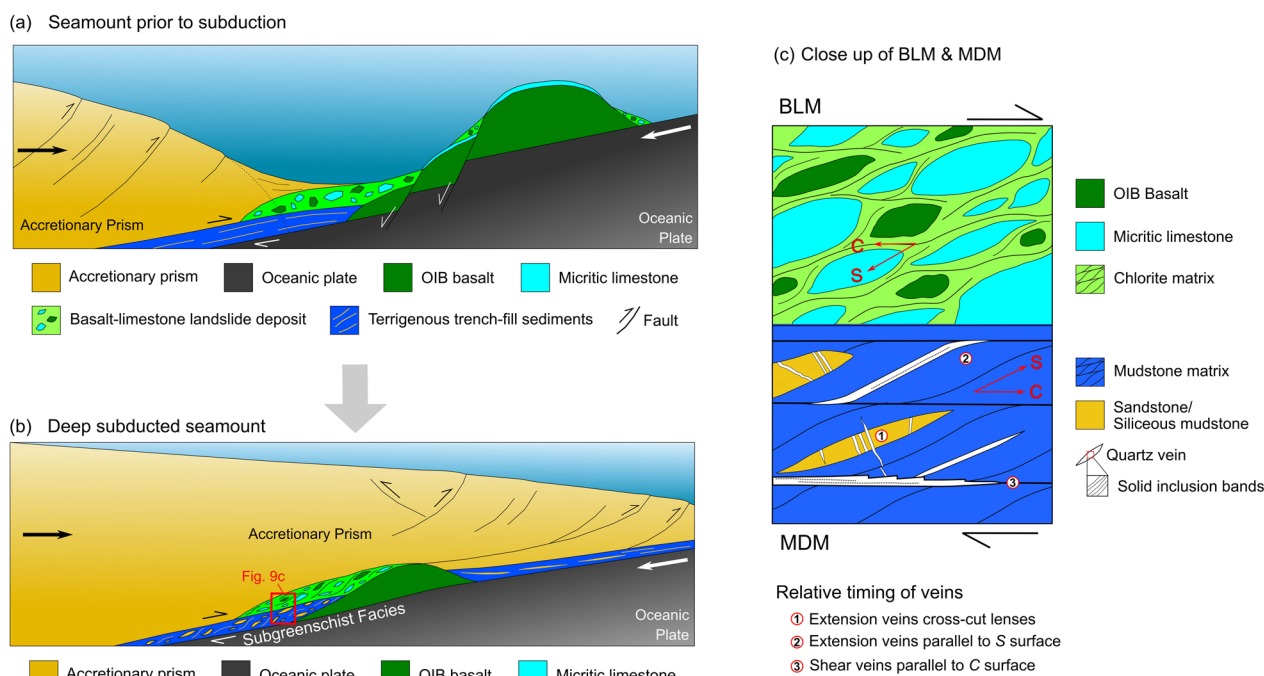 (a) Seamount prior to subduction
Accretionary Prism
Oceanic
Plate
Accretionary prism
Oceanic plate
OIB basalt
Micritic limestone
Basalt-limestone landslide deposit
Terrigenous trench-fill sediments
Fault
(b) Deep subducted seamount
Accretionary Prism
Fig. 9c
Subgreenschist Facies
Oceanic
Plate
Accretionary prism
Oceanic plate
OIB basalt
Micritic limestone
(c) Close up of BLM & MDM
BLM
C
S
2
S
C
1
3
MDM
OIB Basalt
Micritic limestone
Chlorite matrix
Mudstone matrix
Sandstone/
Siliceous mudstone
Quartz vein
Solid inclusion bands
Relative timing of veins
1 Extension veins cross-cut lenses
2 Extension veins parallel to S surface
3 Shear veins parallel to C surface